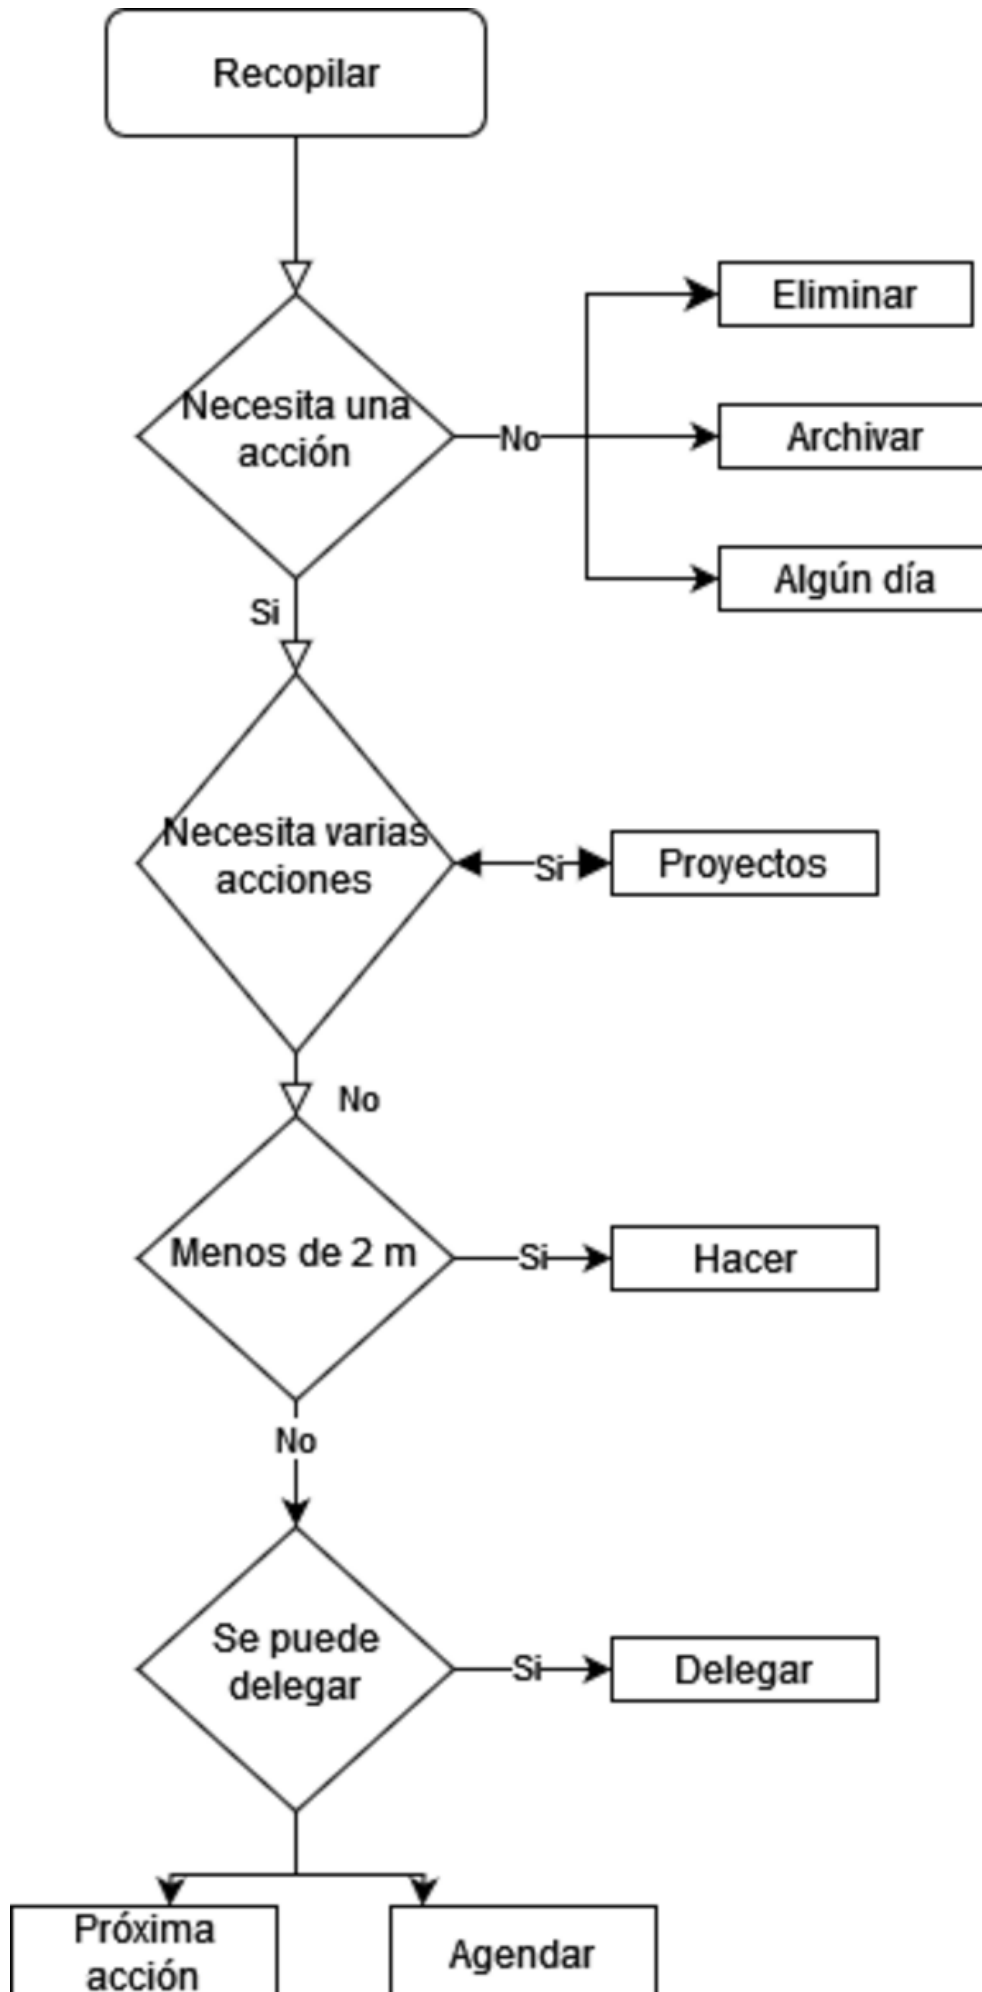 Recopilar
Eliminar
Necesita una
acción
No
Archivar
Algún día
Si
Necesita varias
acciones
Si
Proyectos
No
Menos de 2 m
Si
Hacer
No
Se puede
delegar
Si
Delegar
Próxima
acción
Agendar